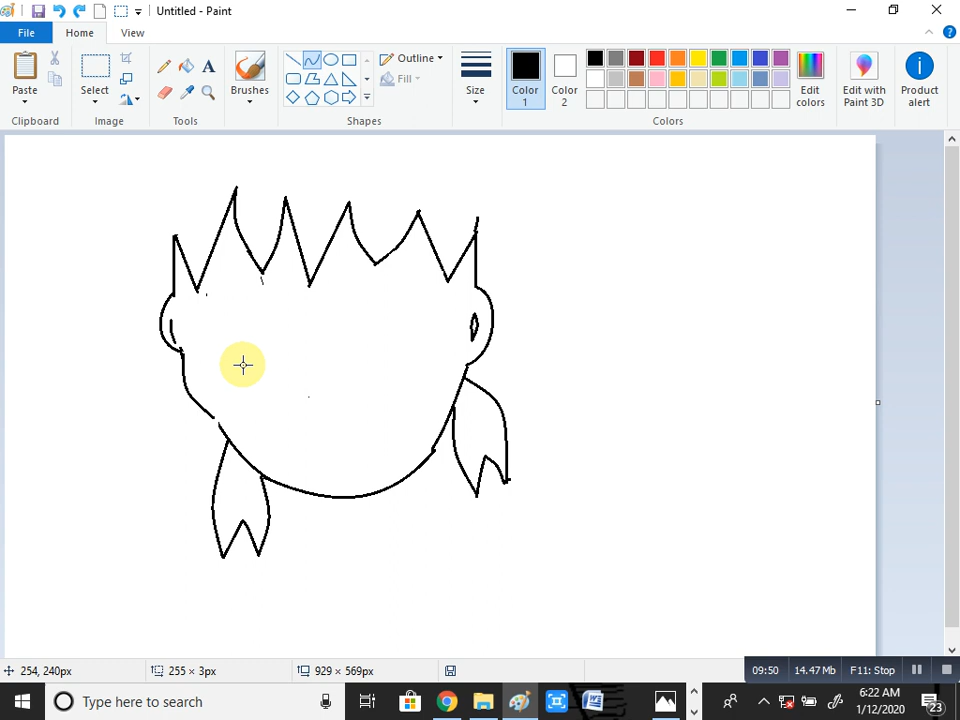 Untitled - Paint
File Home View
Paste
Select
Brushes
Outline
Fill
Size
Color 1
Color 2
Edit colors
Edit with Paint 3D
Product alert
Clipboard
Image
Tools
Shapes
Colors
254, 240px
255 × 3px
929 × 569px
09:50
14.47 Mb
F11: Stop
Type here to search
6:22 AM
1/12/2020
23